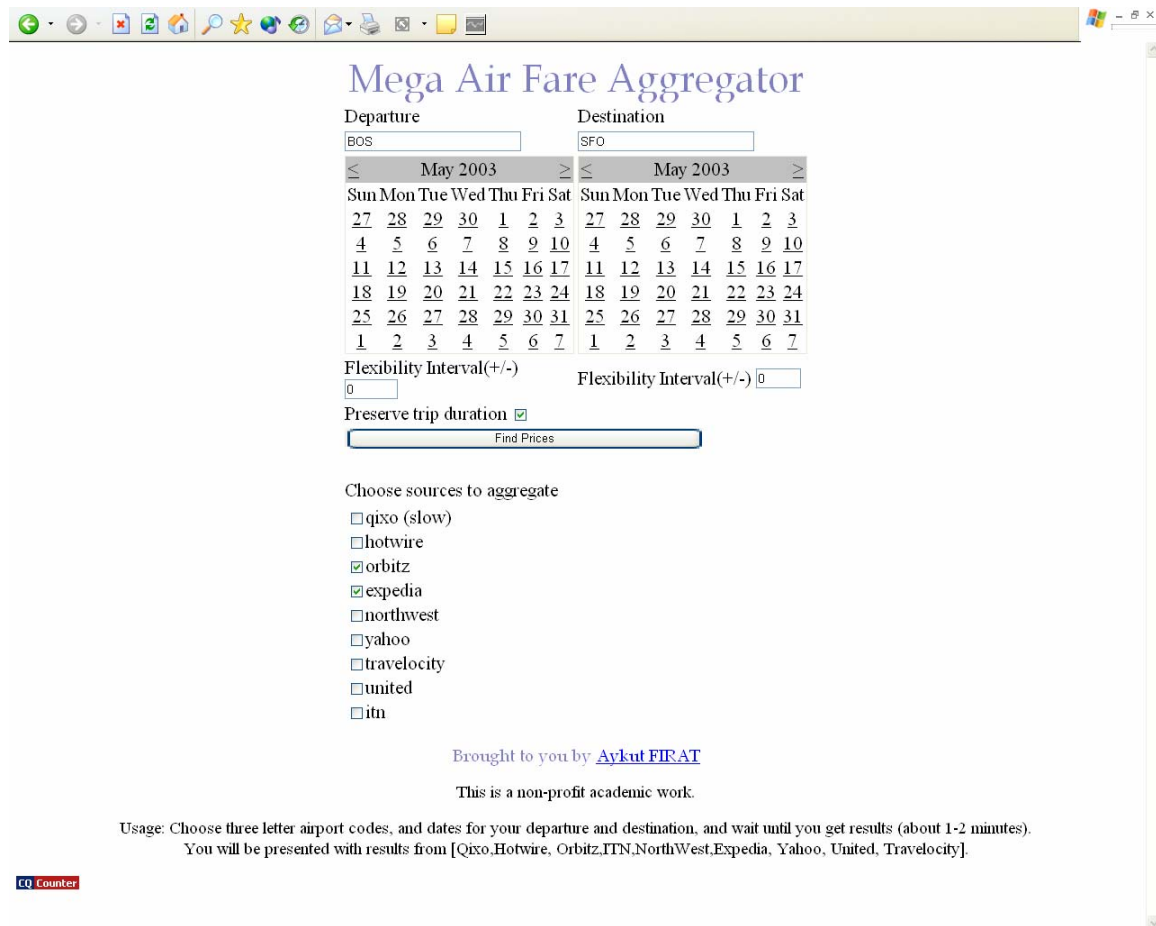 Mega Air Fare Aggregator
Departure Destination
BOS SFO
< May 2003 > < May 2003 >
Sun Mon Tue Wed Thu Fri Sat Sun Mon Tue Wed Thu Fri Sat
27 28 29 30 1 2 3 27 28 29 30 1 2 3
4 5 6 7 8 9 10 4 5 6 7 8 9 10
11 12 13 14 15 16 17 11 12 13 14 15 16 17
18 19 20 21 22 23 24 18 19 20 21 22 23 24
25 26 27 28 29 30 31 25 26 27 28 29 30 31
1 2 3 4 5 6 7 1 2 3 4 5 6 7
Flexibility Interval(+/-)
0
Flexibility Interval(+/-) 0
Preserve trip duration
Find Prices
Choose sources to aggregate
qixo (slow)
hotwire
orbitz
expedia
northwest
yahoo
travelocity
united
itn
Brought to you by Aykut FIRAT
This is a non-profit academic work.
Usage: Choose three letter airport codes, and dates for your departure and destination, and wait until you get results (about 1-2 minutes).
You will be presented with results from [Qixo,Hotwire, Orbitz,ITN,NorthWest,Expedia, Yahoo, United, Travelocity].
CQ Counter